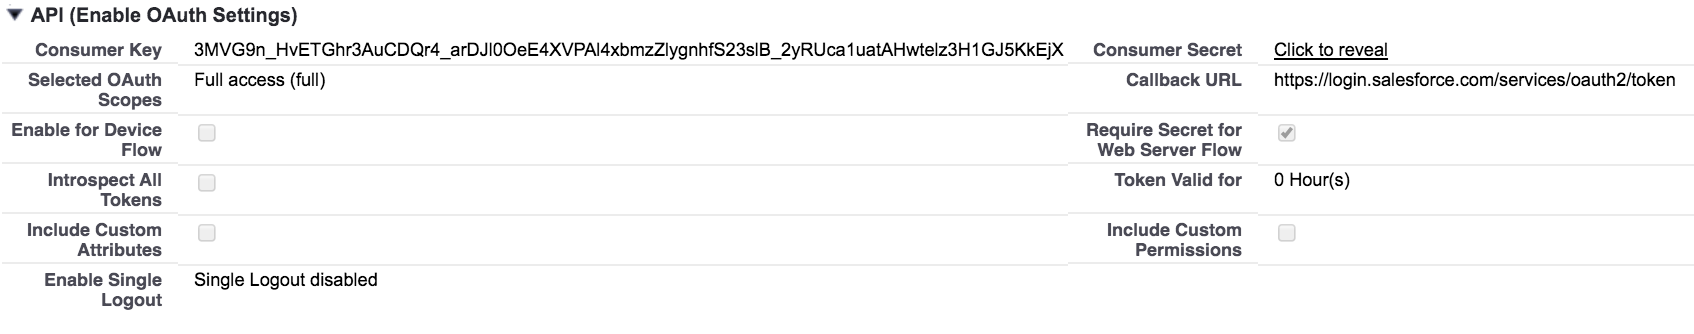 API (Enable OAuth Settings)
Consumer Key 3MVG9n_HvETGhr3AuCDQr4_arDJl0OeE4XVPAl4xbmzZlygnhfS23slB_2yRUca1uatAHwtelz3H1GJ5KkEjX Consumer Secret Click to reveal
Selected OAuth Scopes Full access (full) Callback URL https://login.salesforce.com/services/oauth2/token
Enable for Device Flow Require Secret for Web Server Flow
Introspect All Tokens Token Valid for 0 Hour(s)
Include Custom Attributes Include Custom Permissions
Enable Single Logout Single Logout disabled